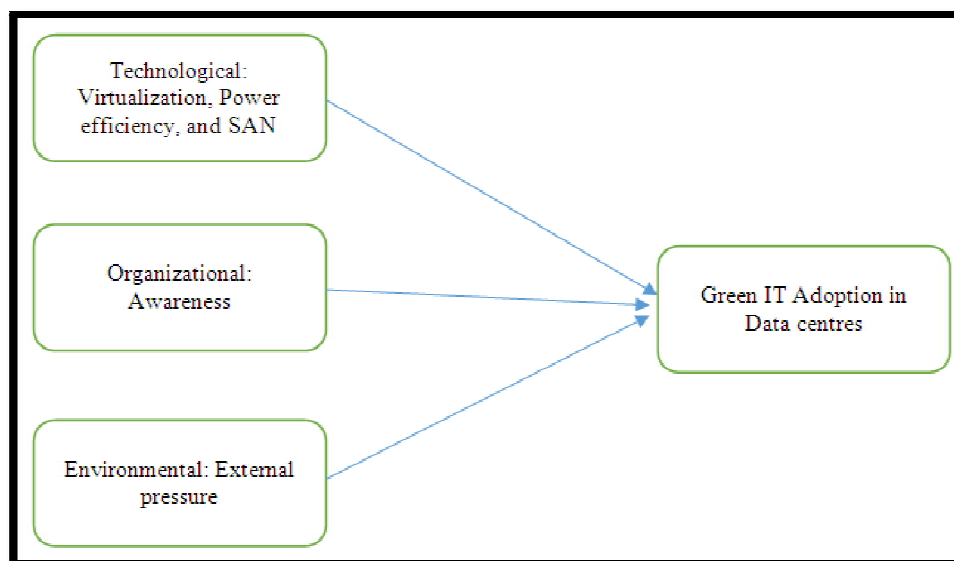 Technological:
Virtualization, Power
efficiency, and SAN
Organizational:
Awareness
Green IT Adoption in
Data centres
Environmental: External
pressure